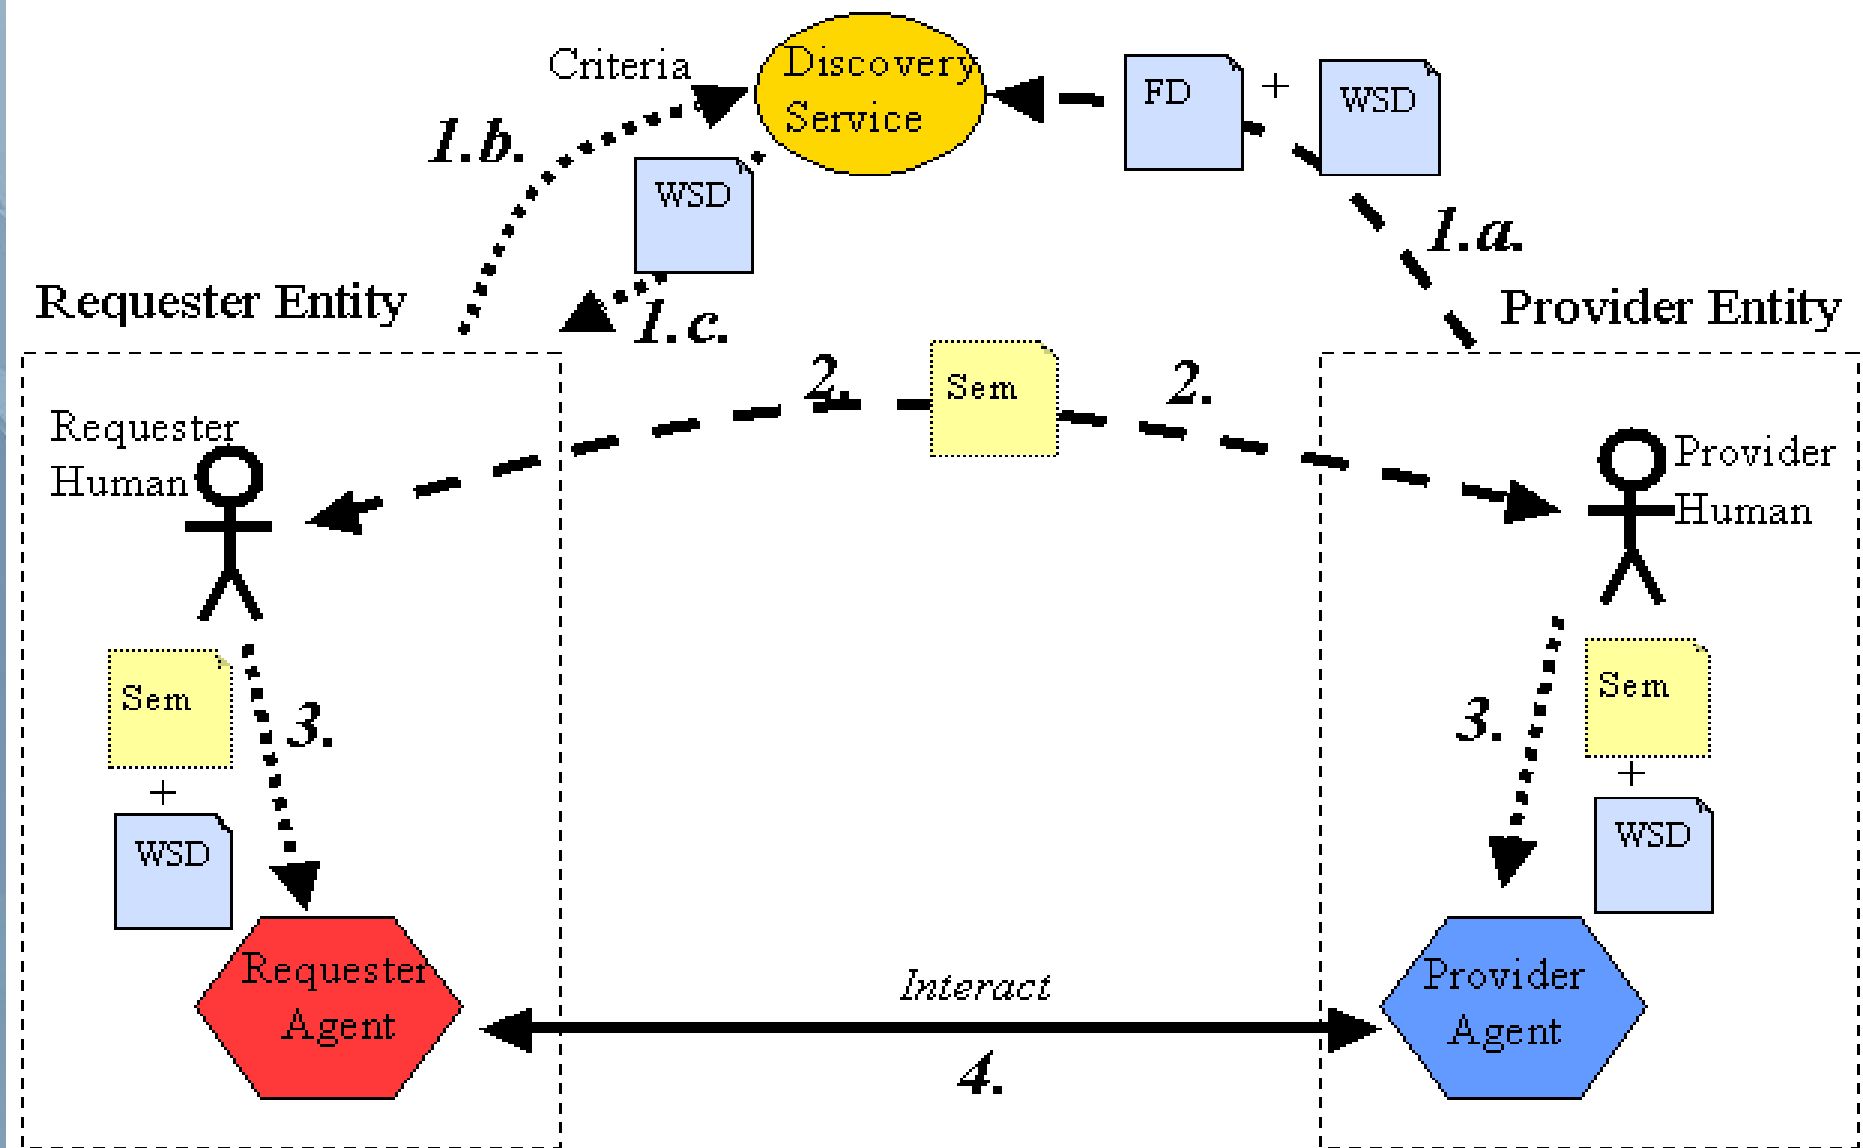 Criteria
Discovery
Service
FD
+
WSD
1.b.
WSD
1.a.
1.c.
Requester Entity
Provider Entity
2.
Sem
2.
Requester
Human
Provider
Human
Sem
3.
+
WSD
3.
Sem
+
WSD
Requester
Agent
Interact
4.
Provider
Agent